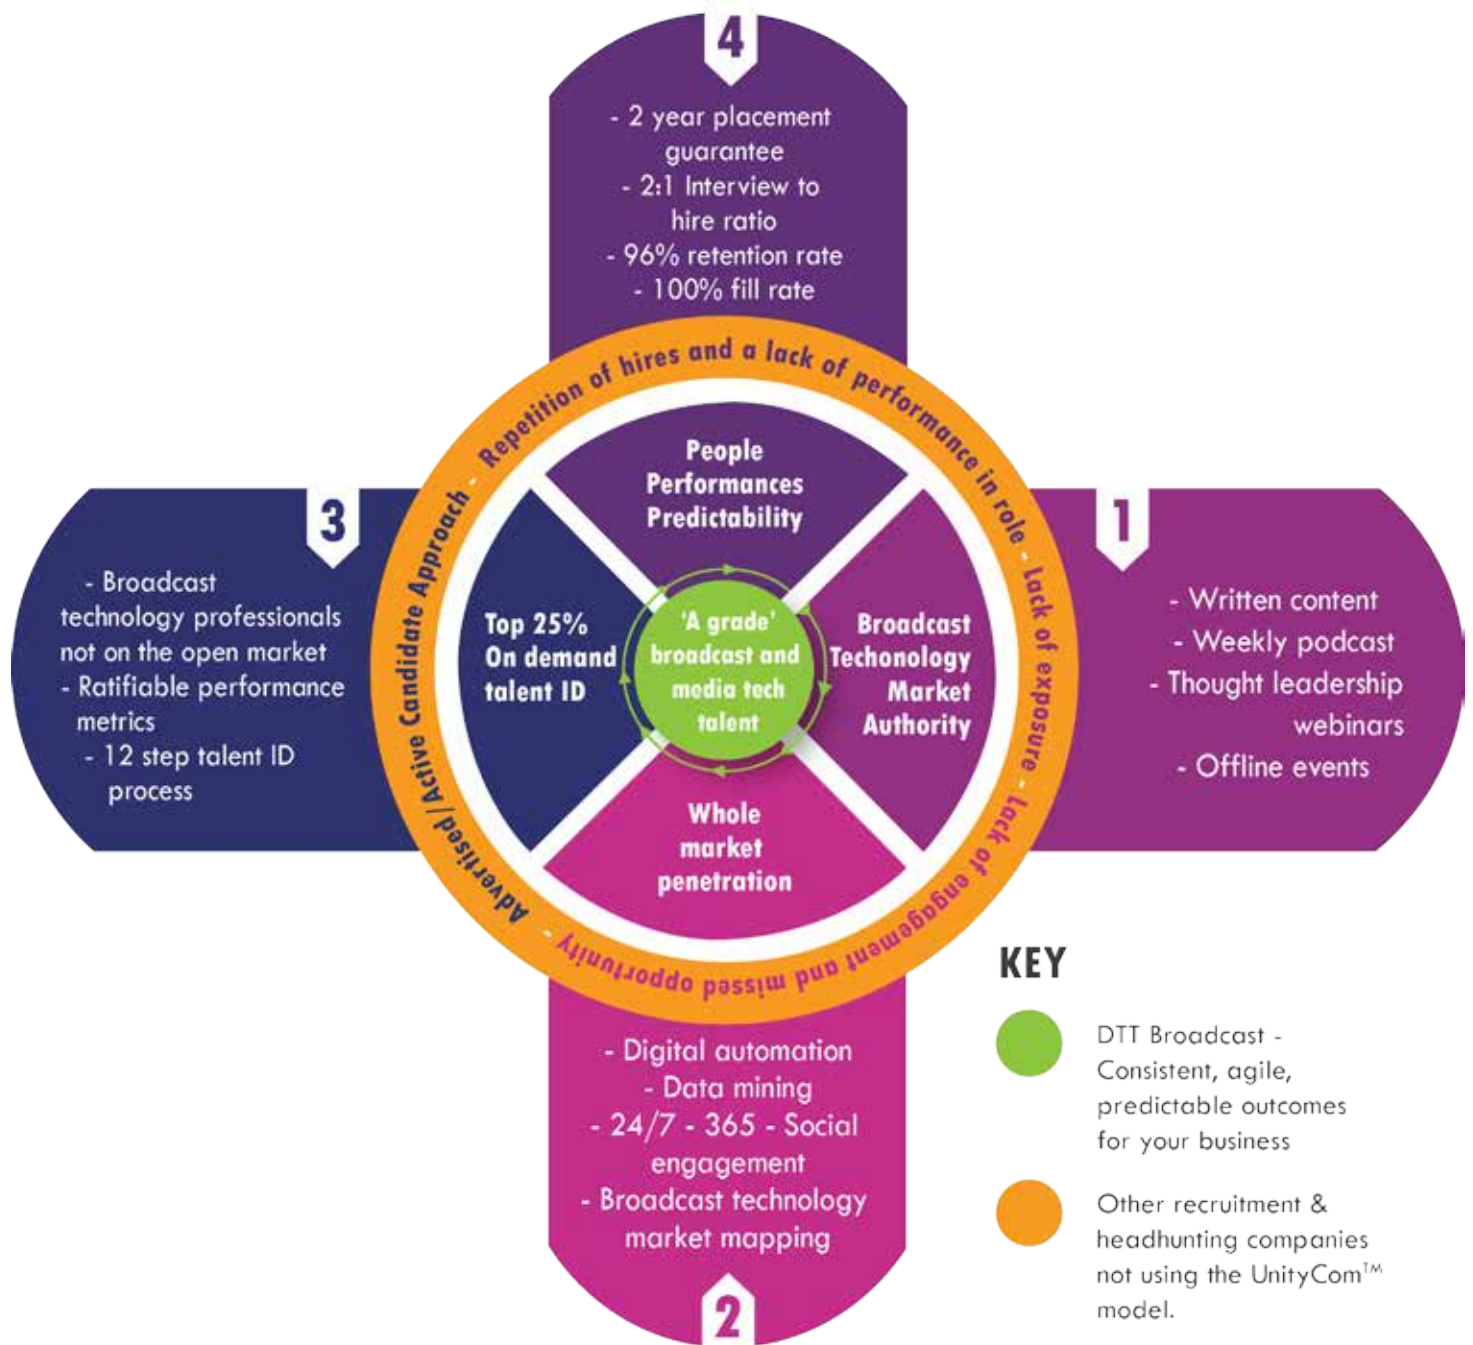 4
- 2 year placement
guarantee
- 2:1 Interview to
hire ratio
- 96% retention rate
- 100% fill rate
Advertised/Active Candidate Approach - Repetition of hires and a lack of performance in role - Lack of exposure - Lack of engagement and missed opportunity -
People
Performances
Predictability
3
- Broadcast
technology professionals
not on the open market
- Ratifiable performance
metrics
- 12 step talent ID
process
Top 25%
On demand
talent ID
'A grade'
broadcast and
media tech
talent
Broadcast
Techonology
Market
Authority
1
- Written content
- Weekly podcast
- Thought leadership
webinars
- Offline events
Whole
market
penetration
- Digital automation
- Data mining
- 24/7 - 365 - Social
engagement
- Broadcast technology
market mapping
2
KEY
DTT Broadcast -
Consistent, agile,
predictable outcomes
for your business
Other recruitment &
headhunting companies
not using the UnityCom™
model.